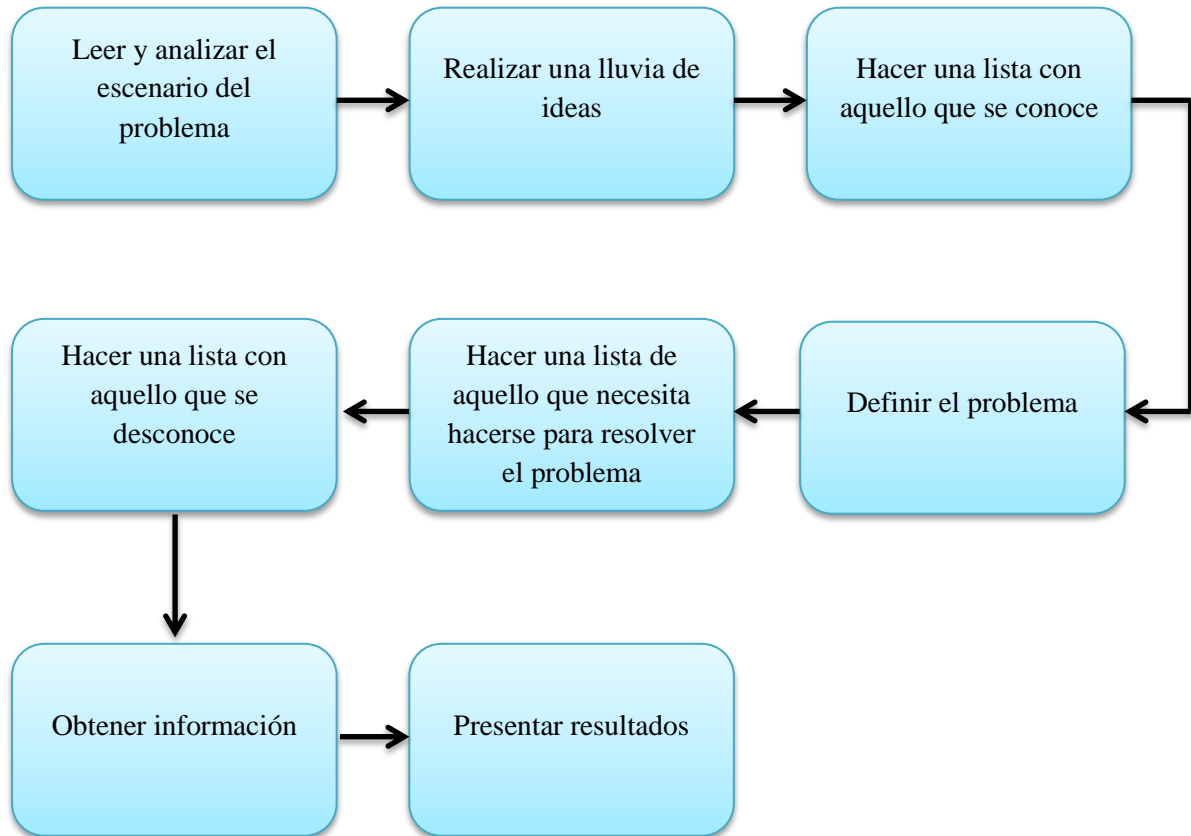 Leer y analizar el
escenario del
problema
Realizar una lluvia de
ideas
Hacer una lista con
aquello que se conoce
Definir el problema
Hacer una lista de
aquello que necesita
hacerse para resolver
el problema
Hacer una lista con
aquello que se
desconoce
Obtener información
Presentar resultados